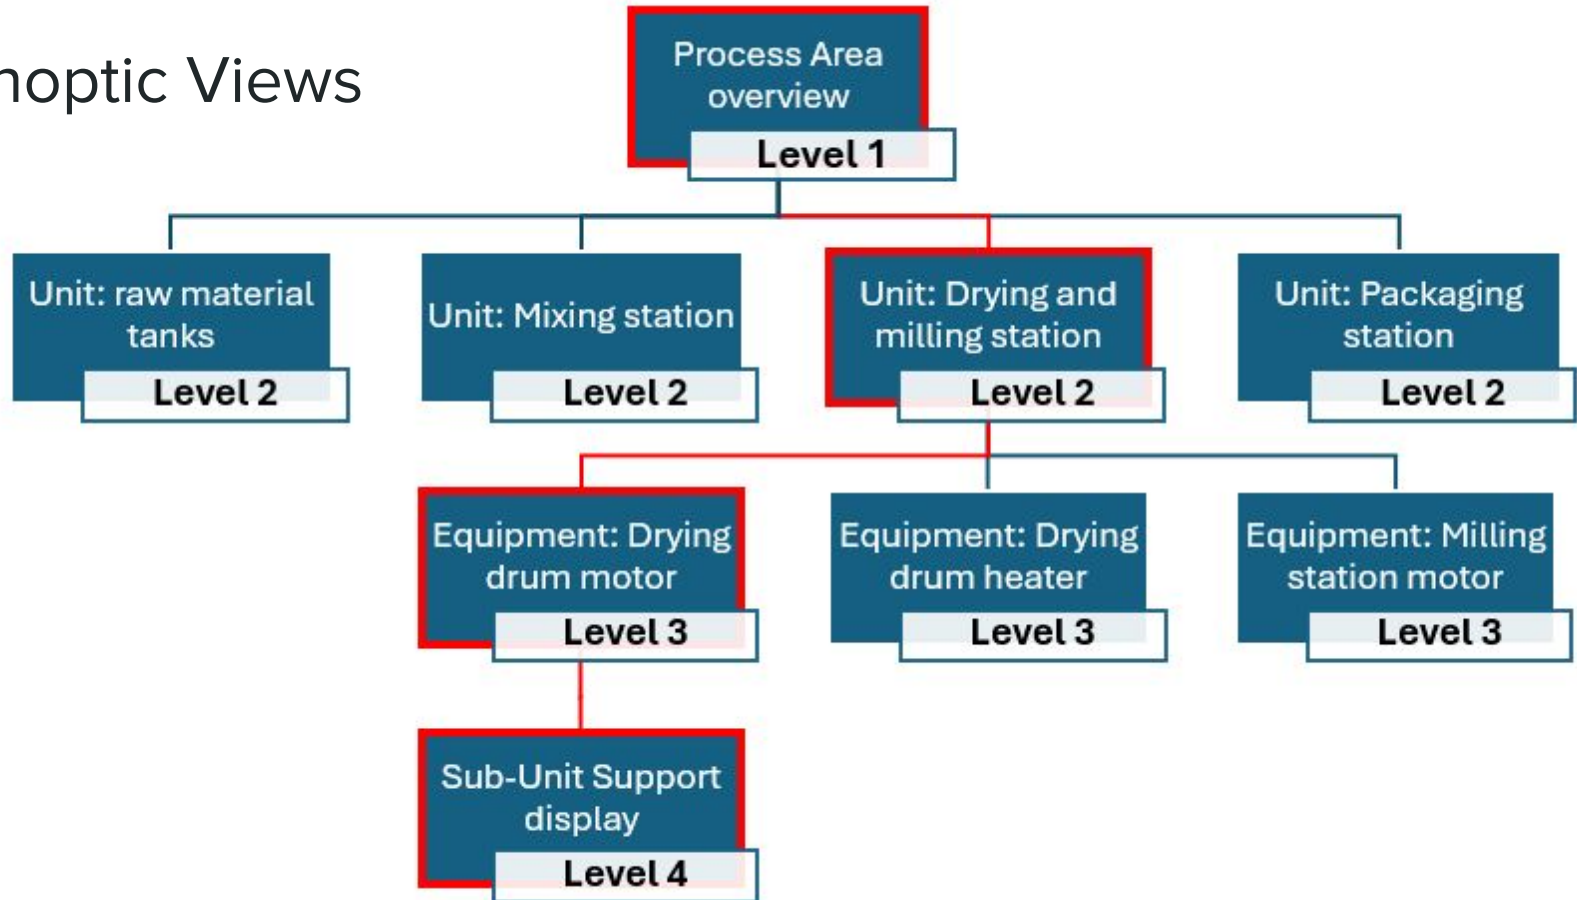 noptic Views
Process Area
overview
Level 1
Unit: raw material
tanks
Level 2
Unit: Mixing station
Level 2
Unit: Drying and
milling station
Level 2
Unit: Packaging
station
Level 2
Equipment: Drying
drum motor
Level 3
Equipment: Drying
drum heater
Level 3
Equipment: Milling
station motor
Level 3
Sub-Unit Support
display
Level 4